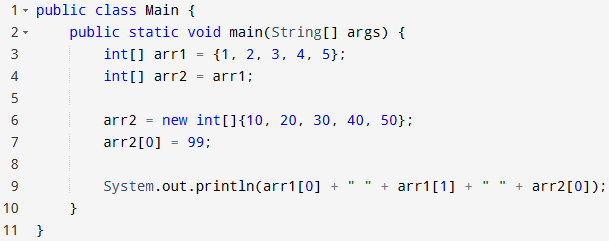 1 public class Main {
2     public static void main(String[] args) {
3         int[] arr1 = {1, 2, 3, 4, 5};
4         int[] arr2 = arr1;
5
6         arr2 = new int[]{10, 20, 30, 40, 50};
7         arr2[0] = 99;
8
9         System.out.println(arr1[0] + " " + arr1[1] + " " + arr2[0]);
10     }
11 }